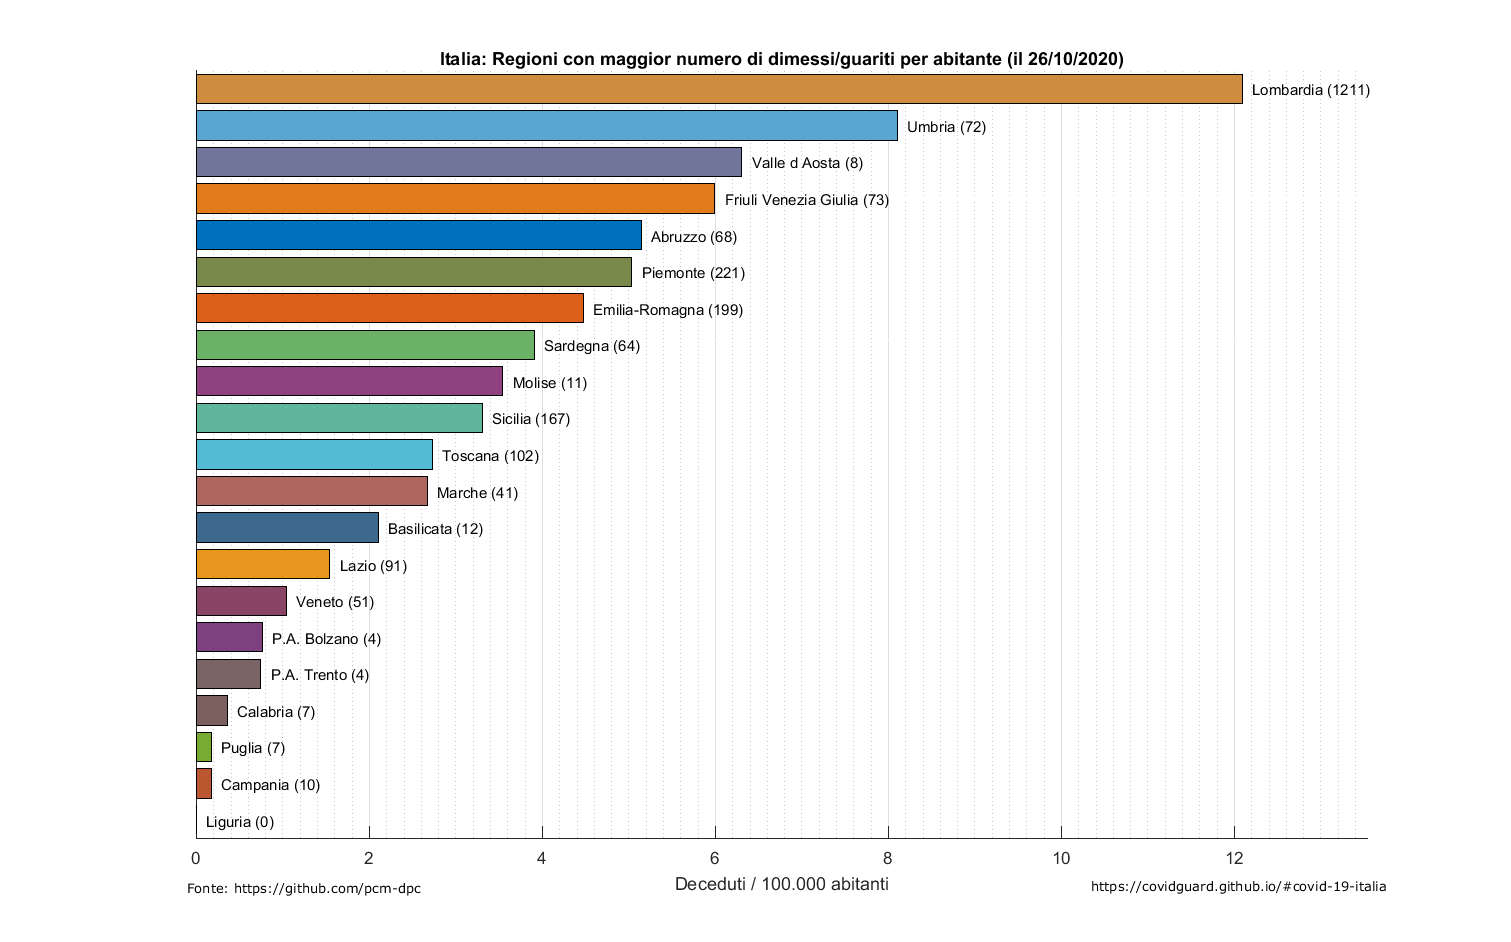 Italia: Regioni con maggior numero di dimessi/guariti per abitante (il 26/10/2020)
Lombardia (1211)
Umbria (72)
Valle d Aosta (8)
Friuli Venezia Giulia (73)
Abruzzo (68)
Piemonte (221)
Emilia-Romagna (199)
Sardegna (64)
Molise (11)
Sicilia (167)
Toscana (102)
Marche (41)
Basilicata (12)
Lazio (91)
Veneto (51)
P.A. Bolzano (4)
P.A. Trento (4)
Calabria (7)
Puglia (7)
Campania (10)
Liguria (0)
0 2 4 6 8 10 12
Deceduti / 100.000 abitanti
Fonte: https://github.com/pcm-dpc
https://covidguard.github.io/#covid-19-italia